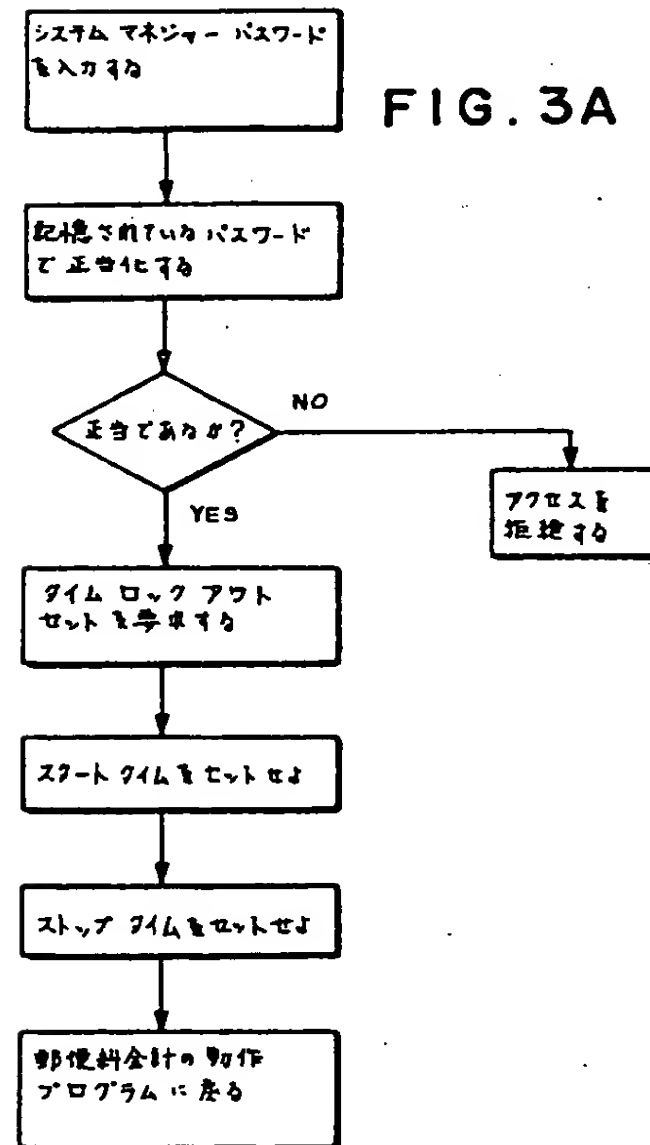 システム マネジャー パスワード
を入力する
FIG. 3A
記憶されている パスワード
で 正当化する
正当であるか?
NO
YES
アクセスを
拒絶する
タイム ロック アウト
セットを要求する
スタート タイムをセットせよ
ストップ タイムをセットせよ
郵便料金計の動作
プログラムに戻る